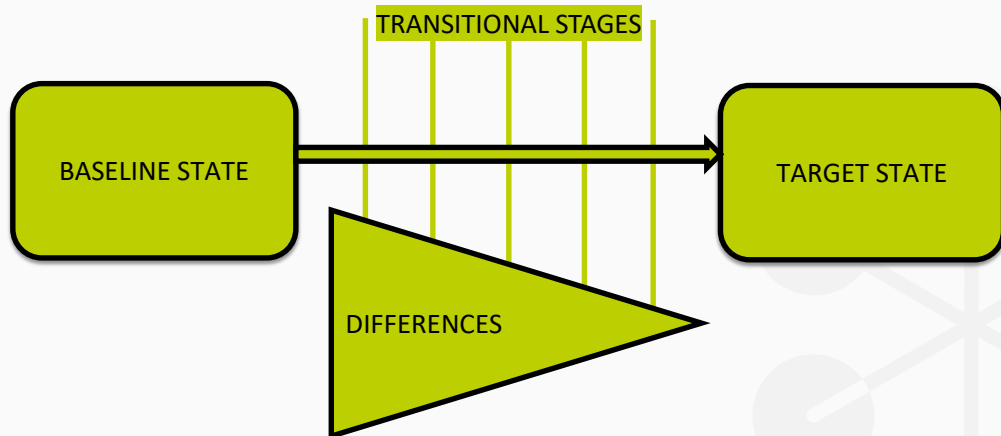 TRANSITIONAL STAGES
BASELINE STATE
TARGET STATE
DIFFERENCES